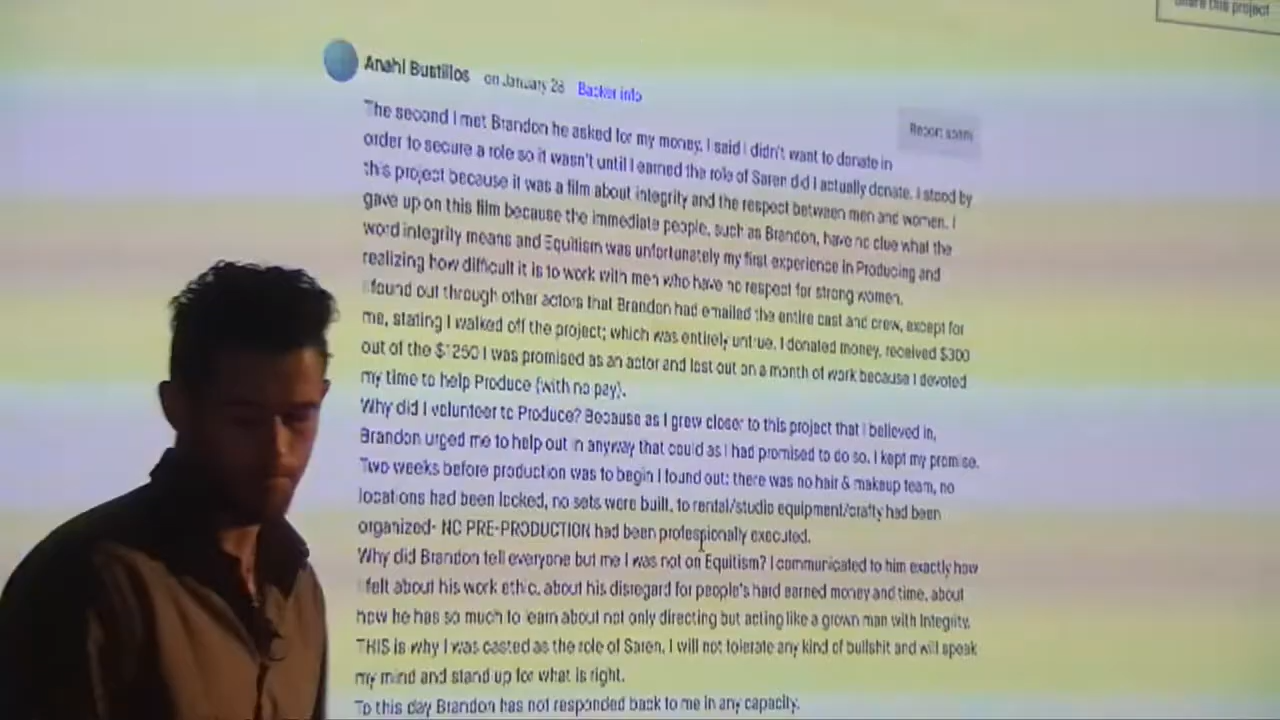 Share this project
Anahi Bustillos on January 28 Backer info
Report spam
The second I met Brandon he asked for my money. I said I didn't want to donate in
order to secure a role so it wasn't until I earned the role of Saren did I actually donate. I stood by
this project because it was a film about integrity and the respect between men and women. I
gave up on this film because the immediate people, such as Brandon, have no clue what the
word integrity means and Equitism was unfortunately my first experience in Producing and
realizing how difficult it is to work with men who have no respect for strong women.
I found out through other actors that Brandon had emailed the entire cast and crew, except for
me, stating I walked off the project; which was entirely untrue. I donated money, received $300
out of the $1250 I was promised as an actor and lost out on a month of work because I devoted
my time to help Produce (with no pay).
Why did I volunteer to Produce? Because as I grew closer to this project that I believed in,
Brandon urged me to help out in anyway that could as I had promised to do so. I kept my promise.
Two weeks before production was to begin I found out: there was no hair & makeup team, no
locations had been locked, no sets were built, to rental/studio equipment/crafty had been
organized- NO PRE-PRODUCTION had been professionally executed.
Why did Brandon tell everyone but me I was not on Equitism? I communicated to him exactly how
I felt about his work ethic, about his disregard for people's hard earned money and time, about
how he has so much to learn about not only directing but acting like a grown man with Integrity.
THIS is why I was casted as the role of Saren. I will not tolerate any kind of bullshit and will speak
my mind and stand up for what is right.
To this day Brandon has not responded back to me in any capacity.